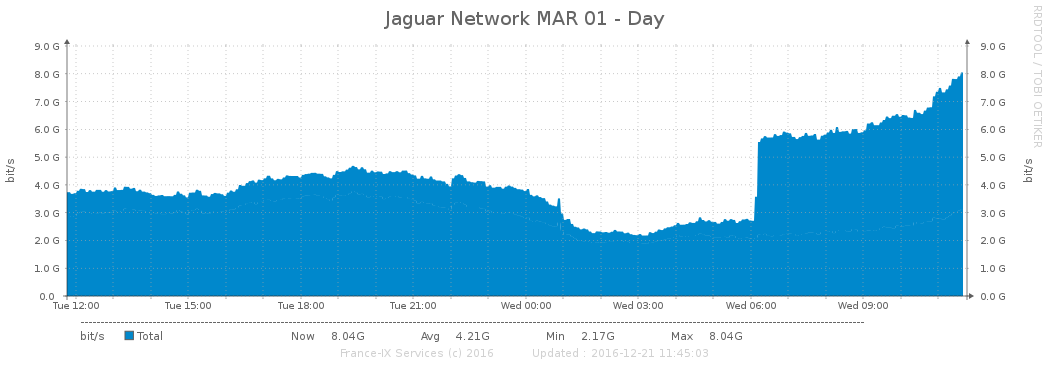 Jaguar Network MAR 01 - Day
RRDTOOL / TOBI OETIKER
9.0 G 9.0 G
8.0 G 8.0 G
7.0 G 7.0 G
6.0 G 6.0 G
5.0 G 5.0 G
4.0 G 4.0 G
3.0 G 3.0 G
2.0 G 2.0 G
1.0 G 1.0 G
0.0 0.0 G
bit/s
bit/s
Tue 12:00 Tue 15:00 Tue 18:00 Tue 21:00 Wed 00:00 Wed 03:00 Wed 06:00 Wed 09:00
bit/s Total Now 8.04G Avg 4.21G Min 2.17G Max 8.04G
France-IX Services (c) 2016 Updated : 2016-12-21 11:45:03